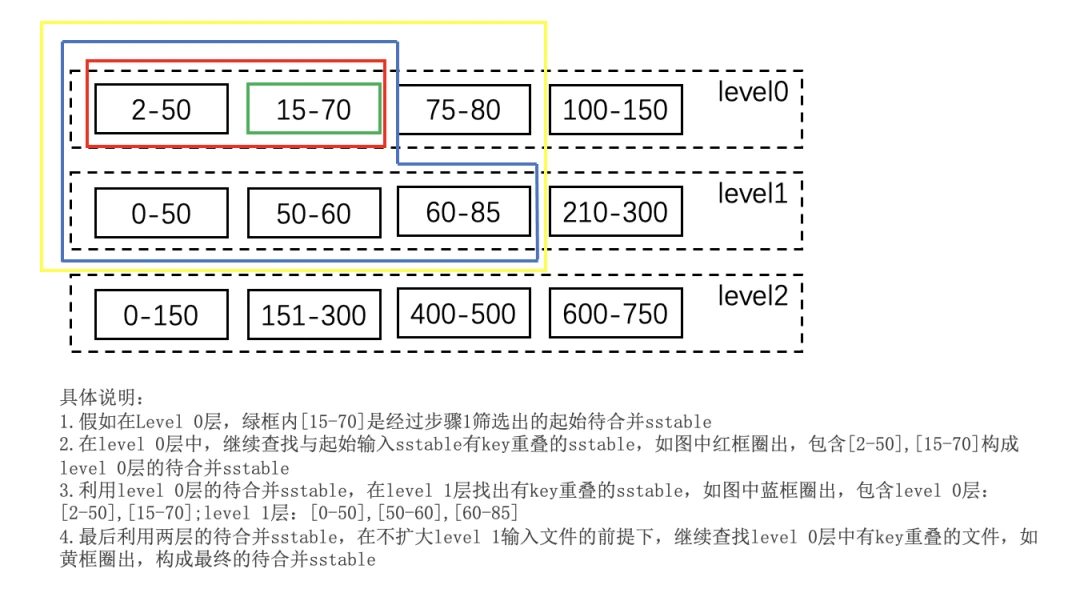 2-50 15-70 75-80 100-150 level0
0-50 50-60 60-85 210-300 level1
0-150 151-300 400-500 600-750 level2
具体说明：
1.假如在Level 0层，绿框内[15-70]是经过步骤1筛选出的起始待合并sstable
2.在level 0层中，继续查找与起始输入sstable有key重叠的sstable，如图中红框圈出，包含[2-50],[15-70]构成
level 0层的待合并sstable
3.利用level 0层的待合并sstable，在level 1层找出有key重叠的sstable，如图中蓝框圈出，包含level 0层：
[2-50],[15-70];level 1层：[0-50],[50-60],[60-85]
4.最后利用两层的待合并sstable，在不扩大level 1输入文件的前提下，继续查找level 0层中有key重叠的文件，如
黄框圈出，构成最终的待合并sstable